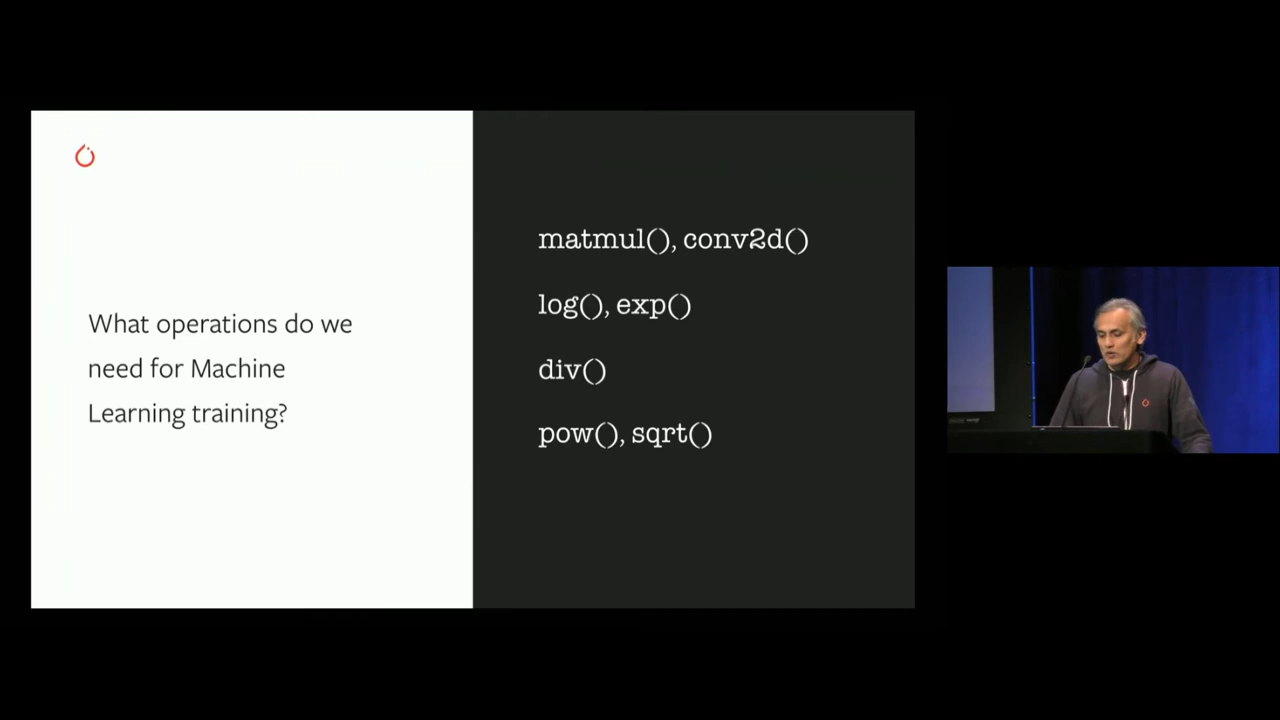 What operations do we
need for Machine
Learning training?
matmul(), conv2d()
log(), exp()
div()
pow(), sqrt()